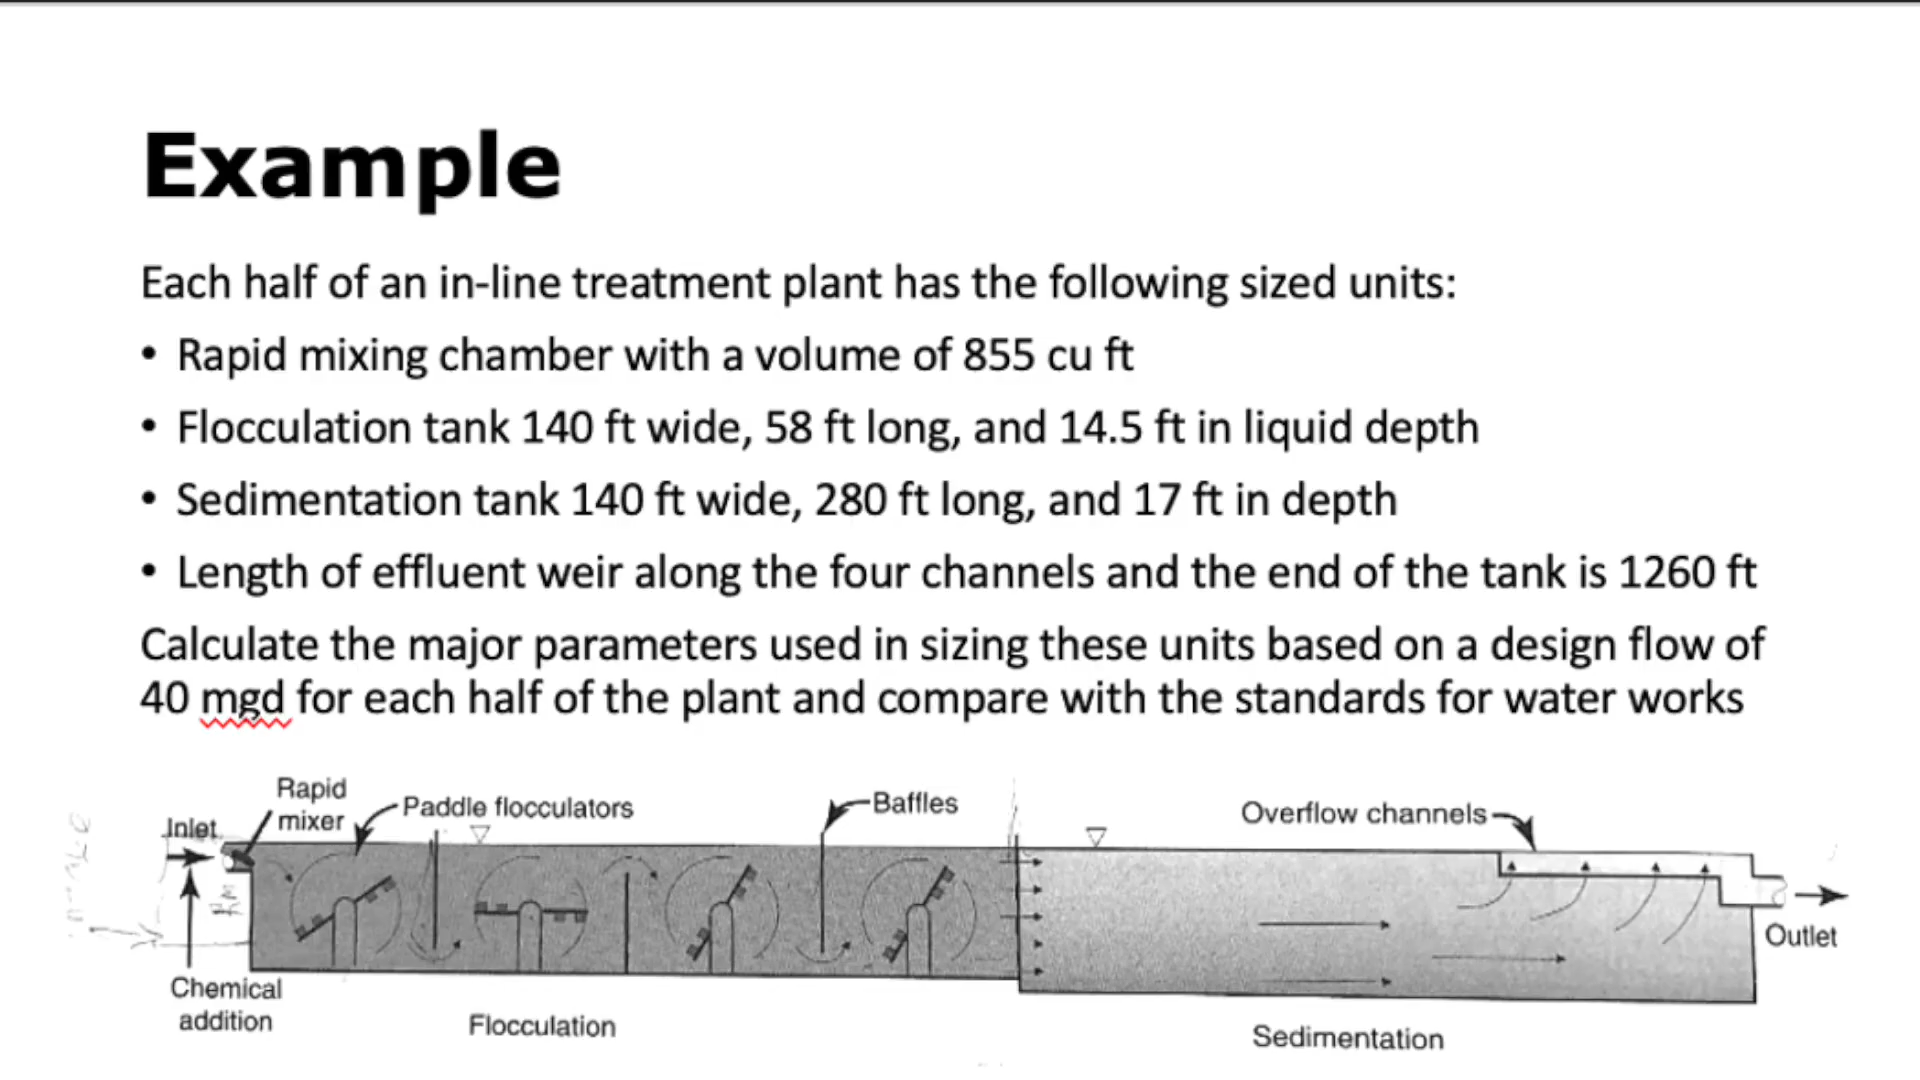 Example
Each half of an in-line treatment plant has the following sized units:
• Rapid mixing chamber with a volume of 855 cu ft
• Flocculation tank 140 ft wide, 58 ft long, and 14.5 ft in liquid depth
• Sedimentation tank 140 ft wide, 280 ft long, and 17 ft in depth
• Length of effluent weir along the four channels and the end of the tank is 1260 ft
Calculate the major parameters used in sizing these units based on a design flow of
40 mgd for each half of the plant and compare with the standards for water works
Rapid
mixer
Paddle flocculators
Baffles
Overflow channels
Inlet
RM
Outlet
Chemical
addition
Flocculation
Sedimentation